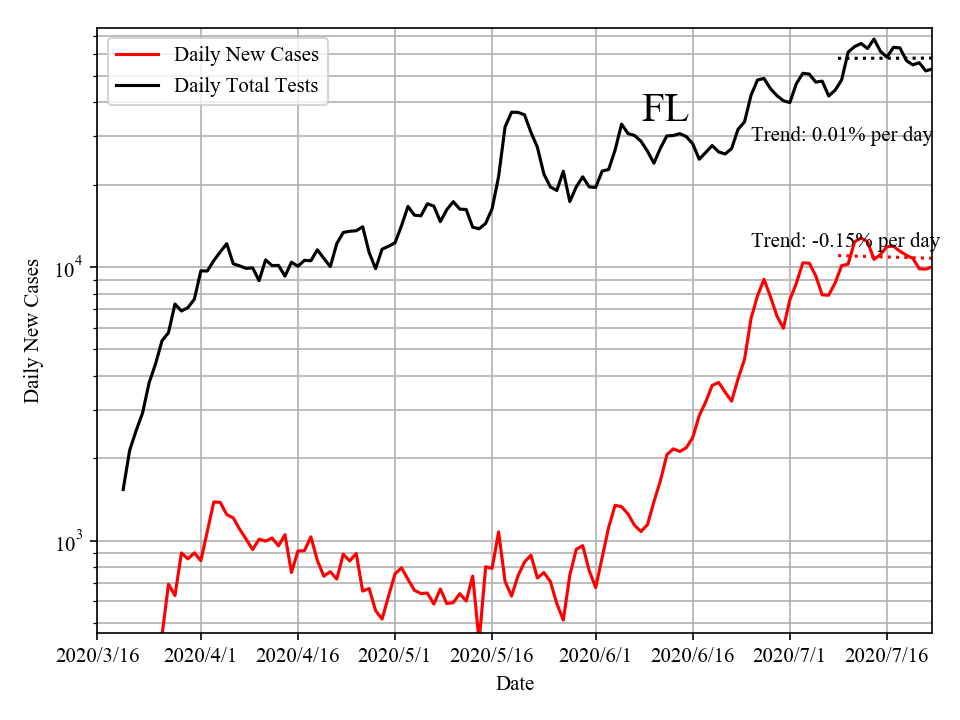 Daily New Cases
Daily Total Tests
FL
Trend: 0.01% per day
Trend: -0.15% per day
10^4
10^3
Daily New Cases
2020/3/16 2020/4/1 2020/4/16 2020/5/1 2020/5/16 2020/6/1 2020/6/16 2020/7/1 2020/7/16
Date